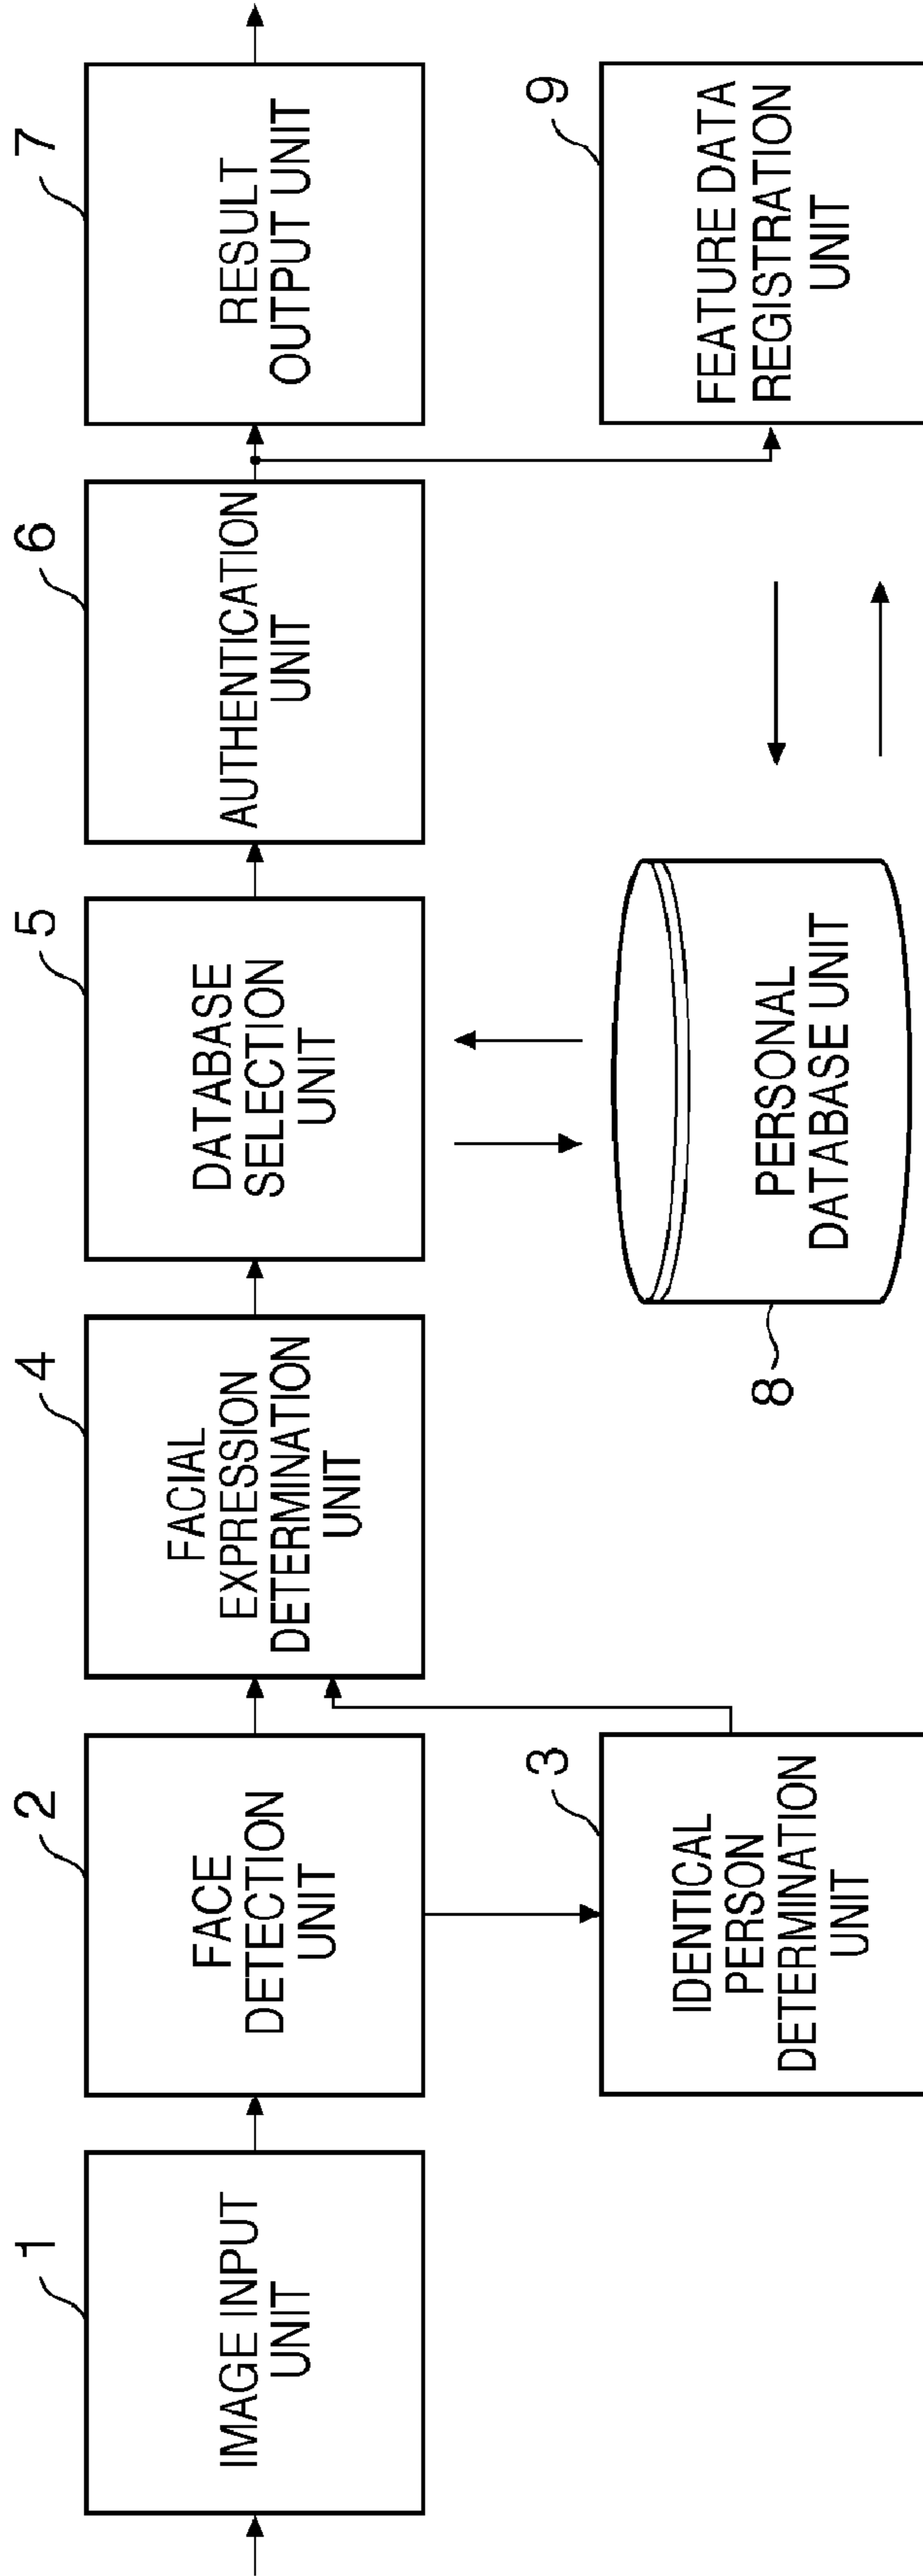 1
IMAGE INPUT
UNIT
2
FACE
DETECTION
UNIT
3
IDENTICAL
PERSON
DETERMINATION
UNIT
4
FACIAL
EXPRESSION
DETERMINATION
UNIT
5
DATABASE
SELECTION
UNIT
6
AUTHENTICATION
UNIT
7
RESULT
OUTPUT UNIT
8
PERSONAL
DATABASE UNIT
9
FEATURE DATA
REGISTRATION
UNIT